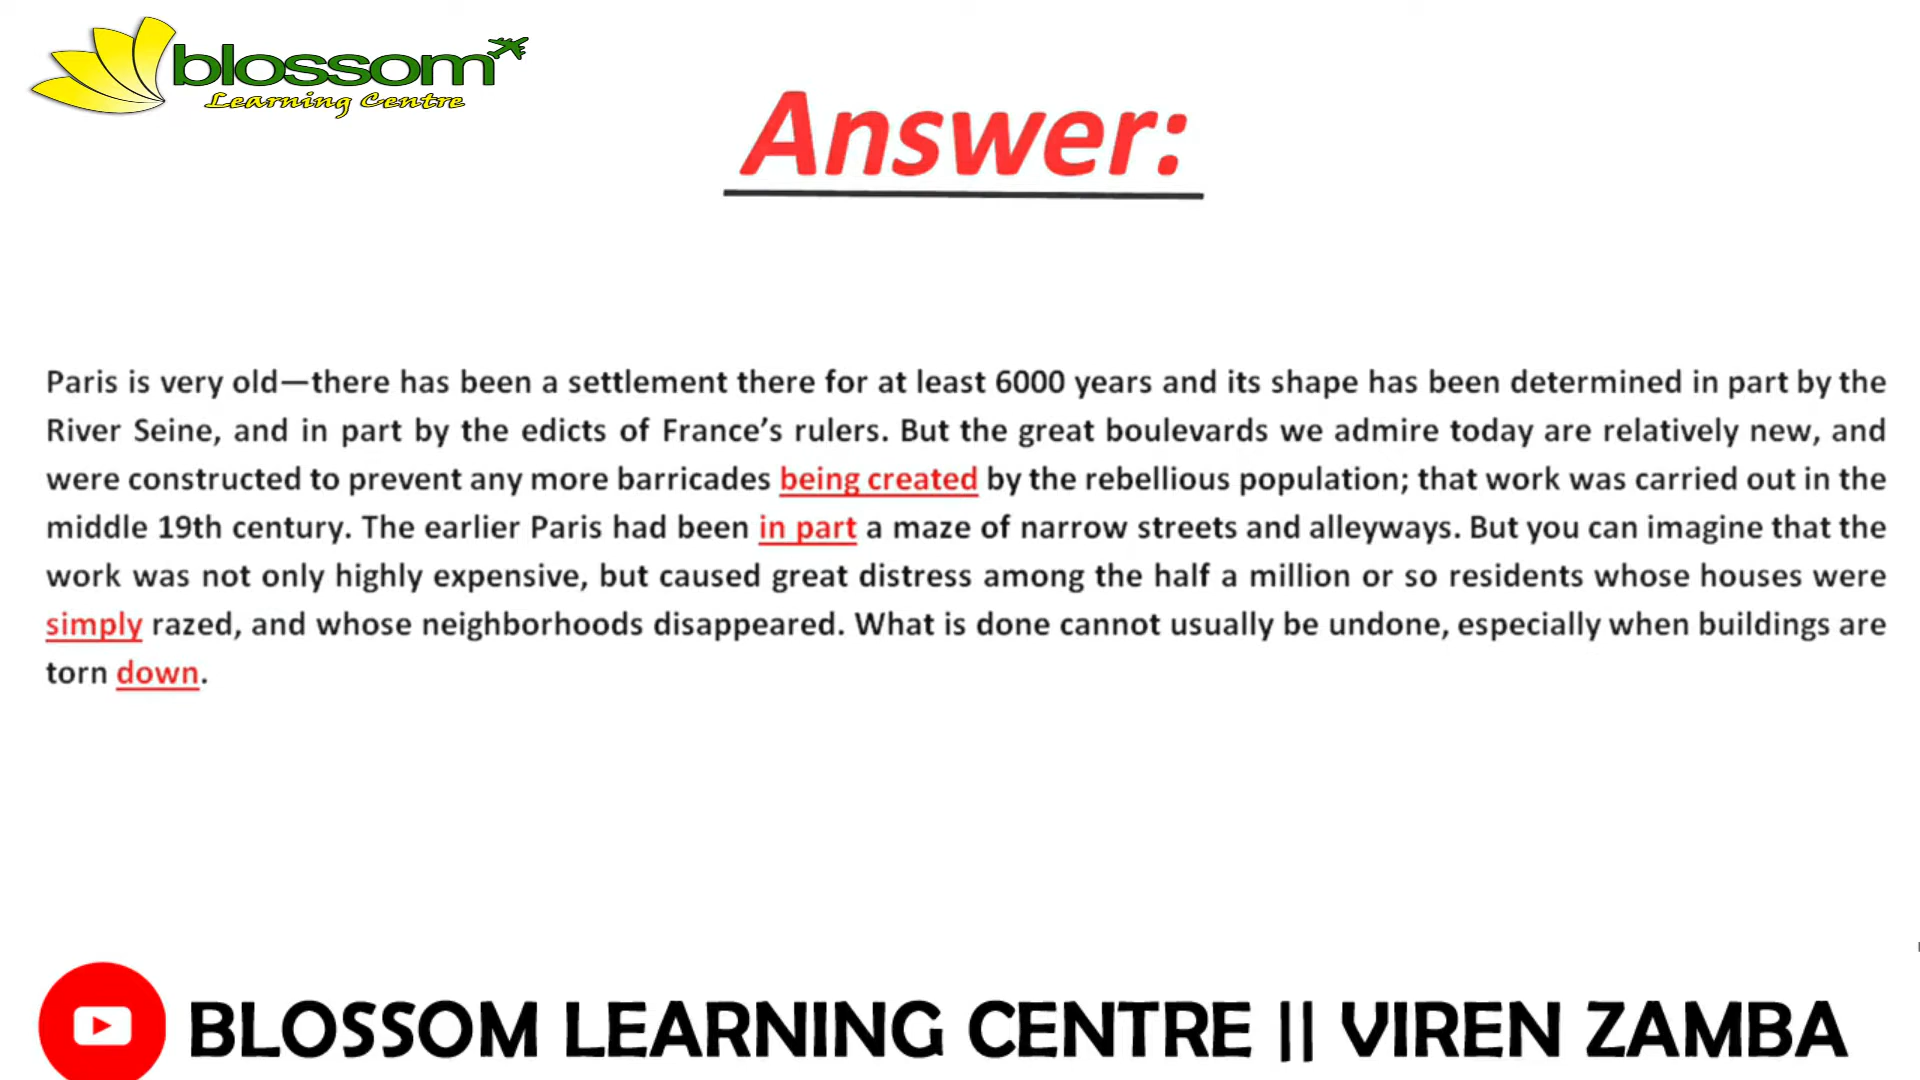 blossom
Learning Centre
Answer:
Paris is very old—there has been a settlement there for at least 6000 years and its shape has been determined in part by the
River Seine, and in part by the edicts of France’s rulers. But the great boulevards we admire today are relatively new, and
were constructed to prevent any more barricades being created by the rebellious population; that work was carried out in the
middle 19th century. The earlier Paris had been in part a maze of narrow streets and alleyways. But you can imagine that the
work was not only highly expensive, but caused great distress among the half a million or so residents whose houses were
simply razed, and whose neighborhoods disappeared. What is done cannot usually be undone, especially when buildings are
torn down.
BLOSSOM LEARNING CENTRE || VIREN ZAMBA